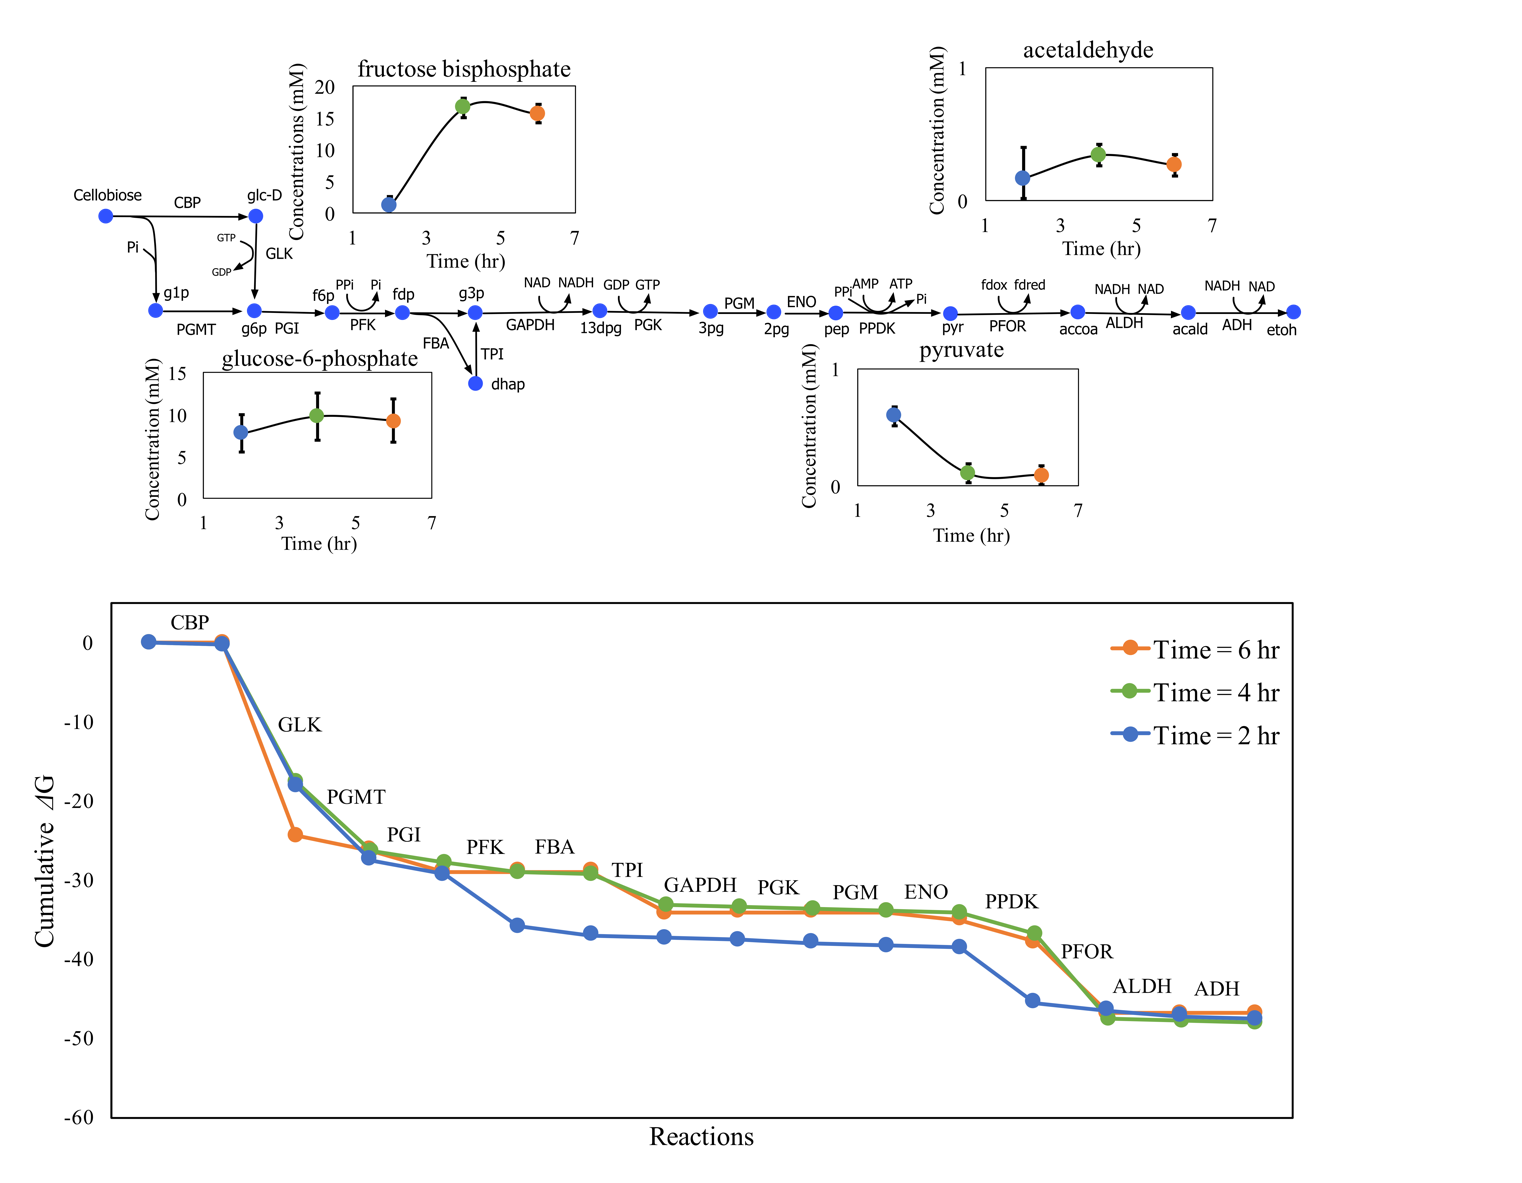 fructose bisphosphate
Concentrations (mM)
20
15
10
5
0
1 3 5 7
Time (hr)
acetaldehyde
Concentration (mM)
1
0
1 3 5 7
Time (hr)
Cellobiose
CBP
glc-D
Pi
GTP
GDP
GLK
g1p
PGMT
g6p
PGI
f6p
PPi
Pi
PFK
fdp
FBA
g3p
TPI
dhap
NAD NADH
GAPDH
13dpg
GDP GTP
PGK
3pg
PGM
2pg
ENO
pep
PPi
AMP ATP
Pi
PPDK
pyr
fdox fdred
PFOR
accoa
NADH NAD
ALDH
acald
NADH NAD
ADH
etoh
glucose-6-phosphate
Concentration (mM)
15
10
5
0
1 3 5 7
Time (hr)
pyruvate
Concentration (mM)
1
0
1 3 5 7
Time (hr)
Cumulative ΔG
0
-10
-20
-30
-40
-50
-60
CBP
GLK
PGMT
PGI
PFK
FBA
TPI
GAPDH
PGK
PGM
ENO
PPDK
PFOR
ALDH
ADH
Time = 6 hr
Time = 4 hr
Time = 2 hr
Reactions